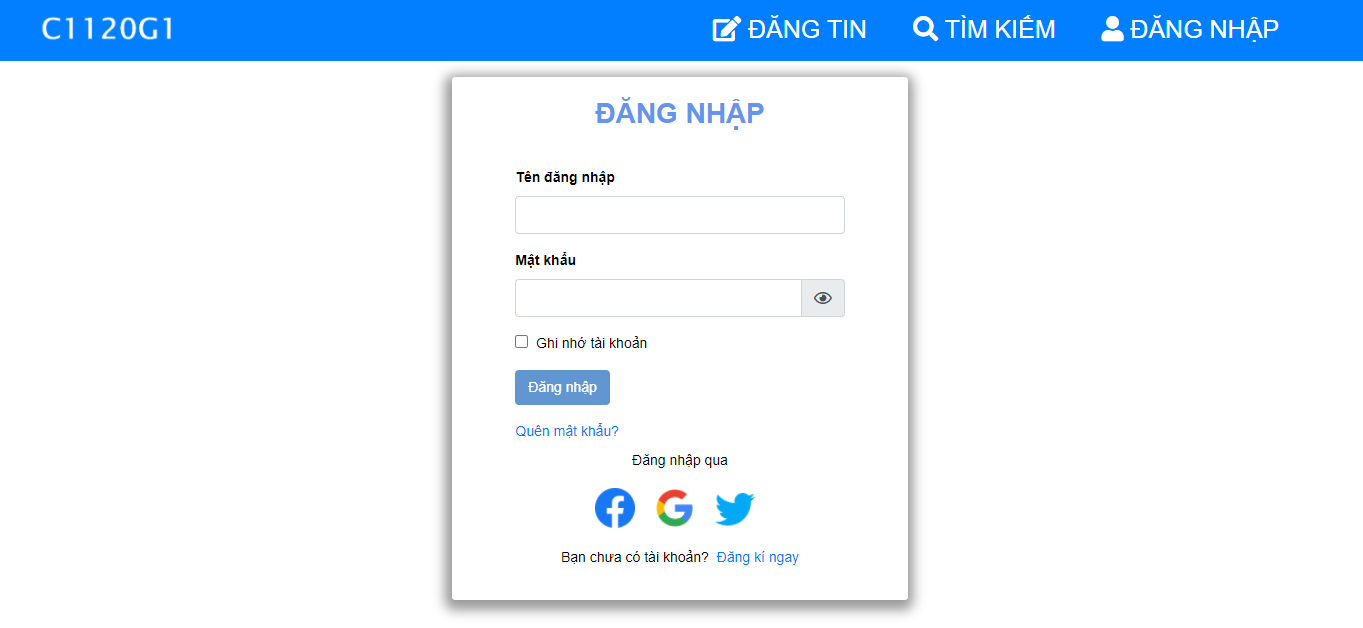 C1120G1
ĐĂNG TIN
TÌM KIẾM
ĐĂNG NHẬP
ĐĂNG NHẬP
Tên đăng nhập
Mật khẩu
Ghi nhớ tài khoản
Đăng nhập
Quên mật khẩu?
Đăng nhập qua
Bạn chưa có tài khoản? Đăng kí ngay